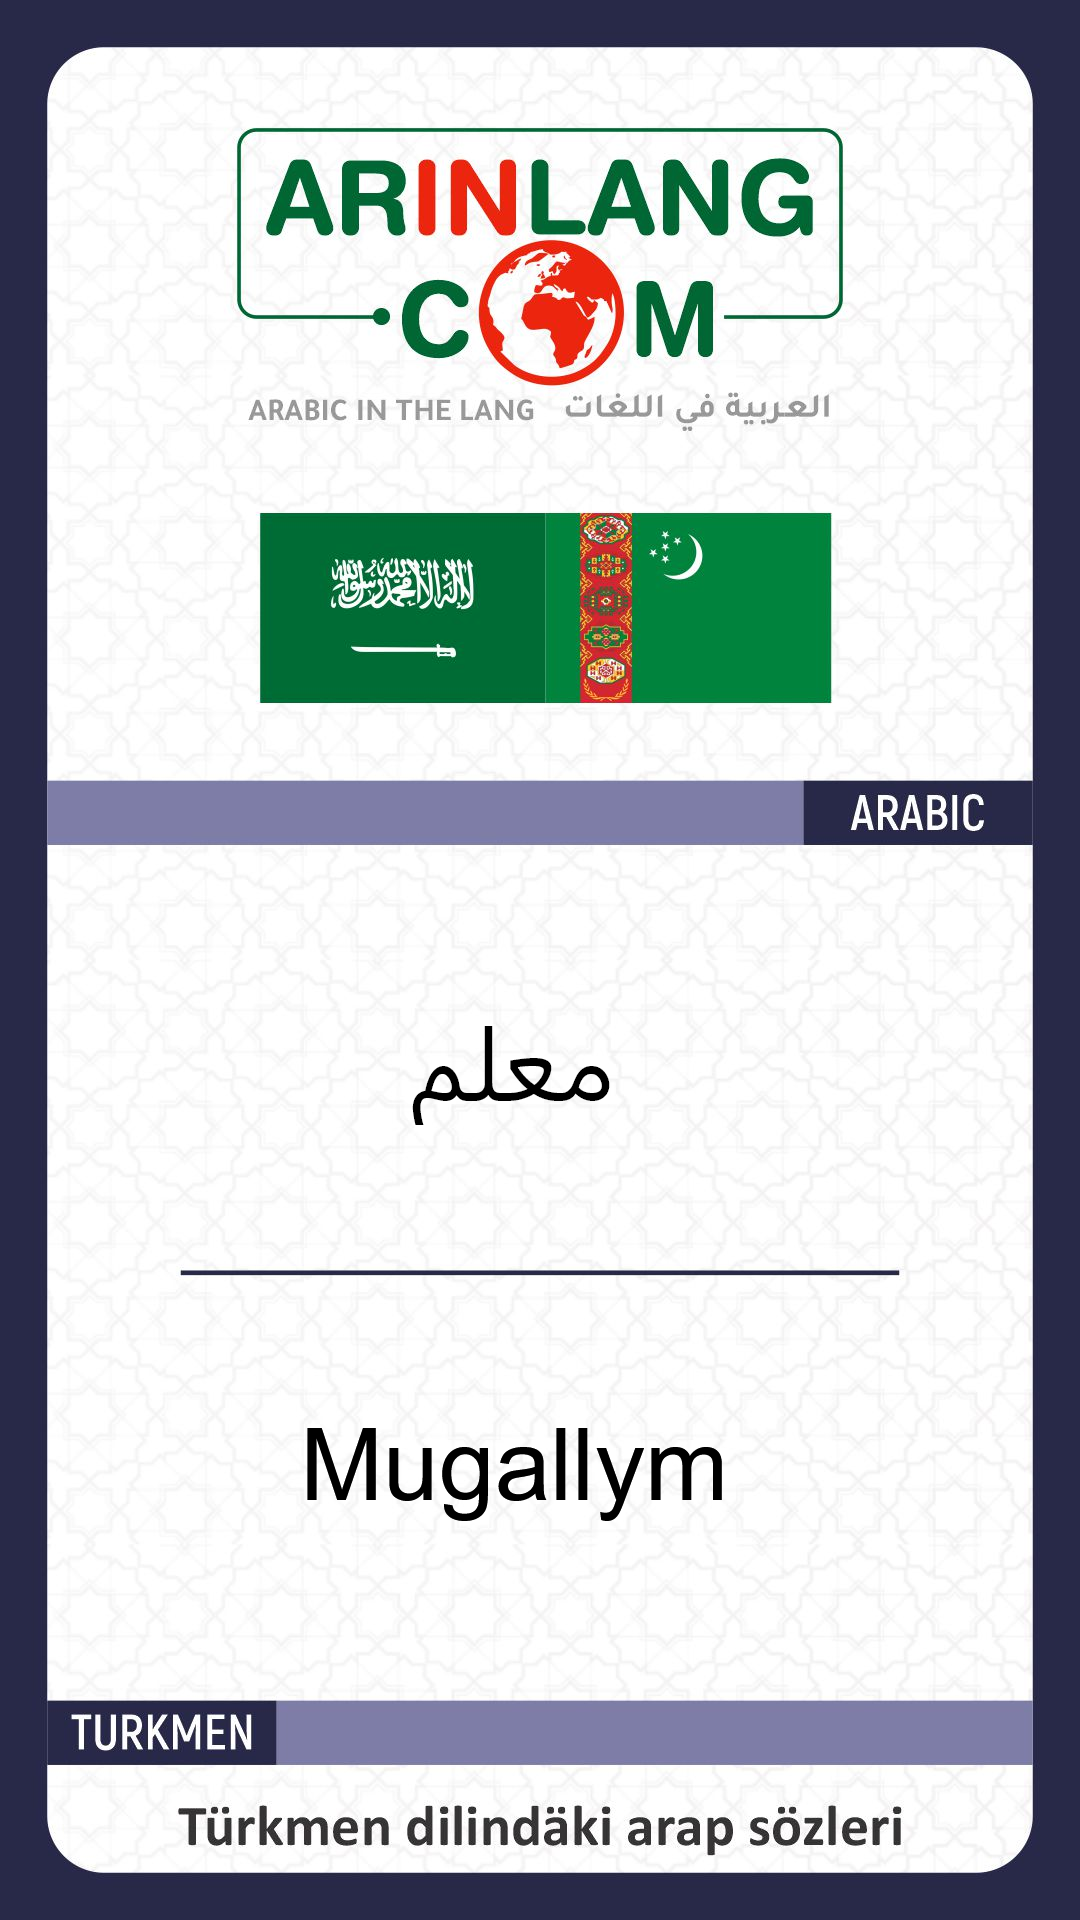 ARINLANG
.COM
ARABIC IN THE LANG العربية في اللغات
لا إله إلا الله محمد رسول الله
ARABIC
معلم
Mugallym
TURKMEN
Türkmen dilindäki arap sözleri